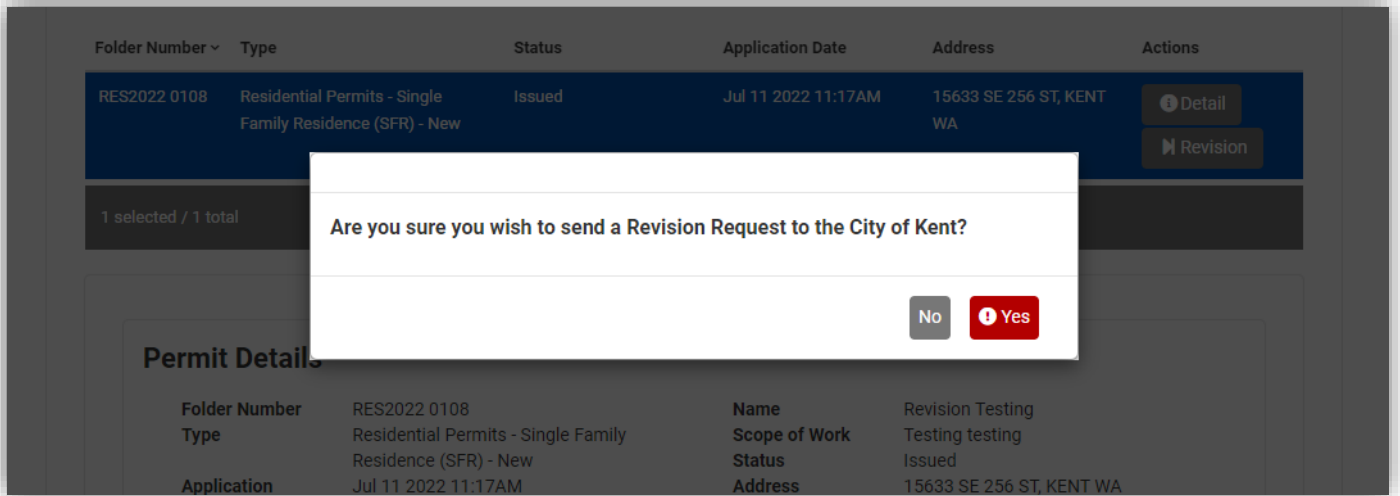 Folder Number Type Status Application Date Address Actions
RES2022 0108 Residential Permits - Single Issued Jul 11 2022 11:17AM 15633 SE 256 ST, KENT Detail
Family Residence (SFR) - New WA
Revision
1 selected / 1 total
Are you sure you wish to send a Revision Request to the City of Kent?
No Yes
Permit Details
Folder Number RES2022 0108 Name Revision Testing
Type Residential Permits - Single Family Scope of Work Testing testing
Residence (SFR) - New Status Issued
Application Jul 11 2022 11:17AM Address 15633 SE 256 ST, KENT WA